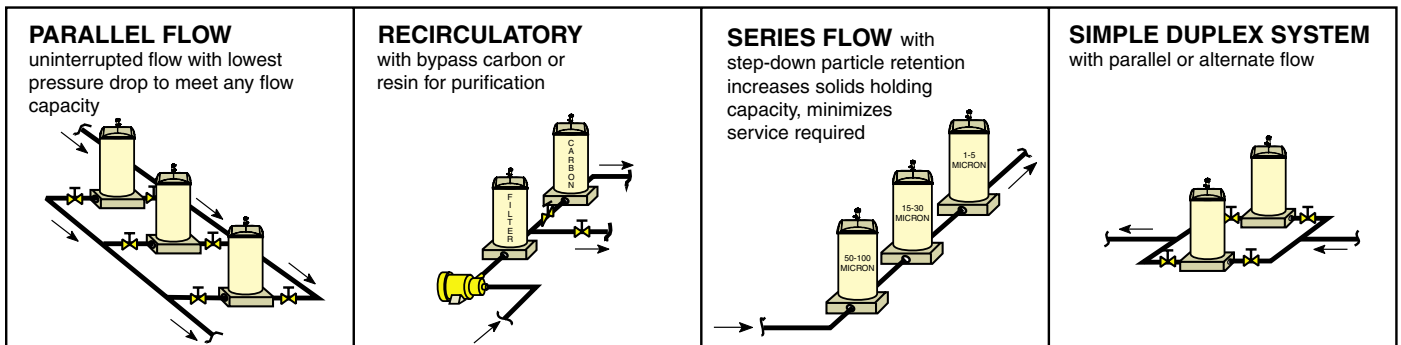 PARALLEL FLOW
uninterrupted flow with lowest
pressure drop to meet any flow
capacity
RECIRCULATORY
with bypass carbon or
resin for purification
CARBON
FILTER
SERIES FLOW with
step-down particle retention
increases solids holding
capacity, minimizes
service required
1-5
MICRON
15-30
MICRON
50-100
MICRON
SIMPLE DUPLEX SYSTEM
with parallel or alternate flow